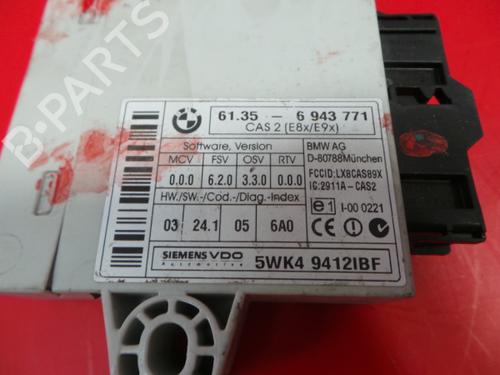 BMW
61.35 - 6 943 771
CAS 2 (E8x/E9x)
Software, Version
MCV FSV OSV RTV
0.0.0 6.2.0 3.3.0 0.0.0
HW./SW.-/Cod.-/Diag.-Index
03 24.1 05 6A0
BMW AG
D-80788München
FCCID:LX8CAS89X
IC:2911A-CAS2
e1 I-00 0221
SIEMENS VDO
Automotive
5WK4 9412IBF
B-PARTS